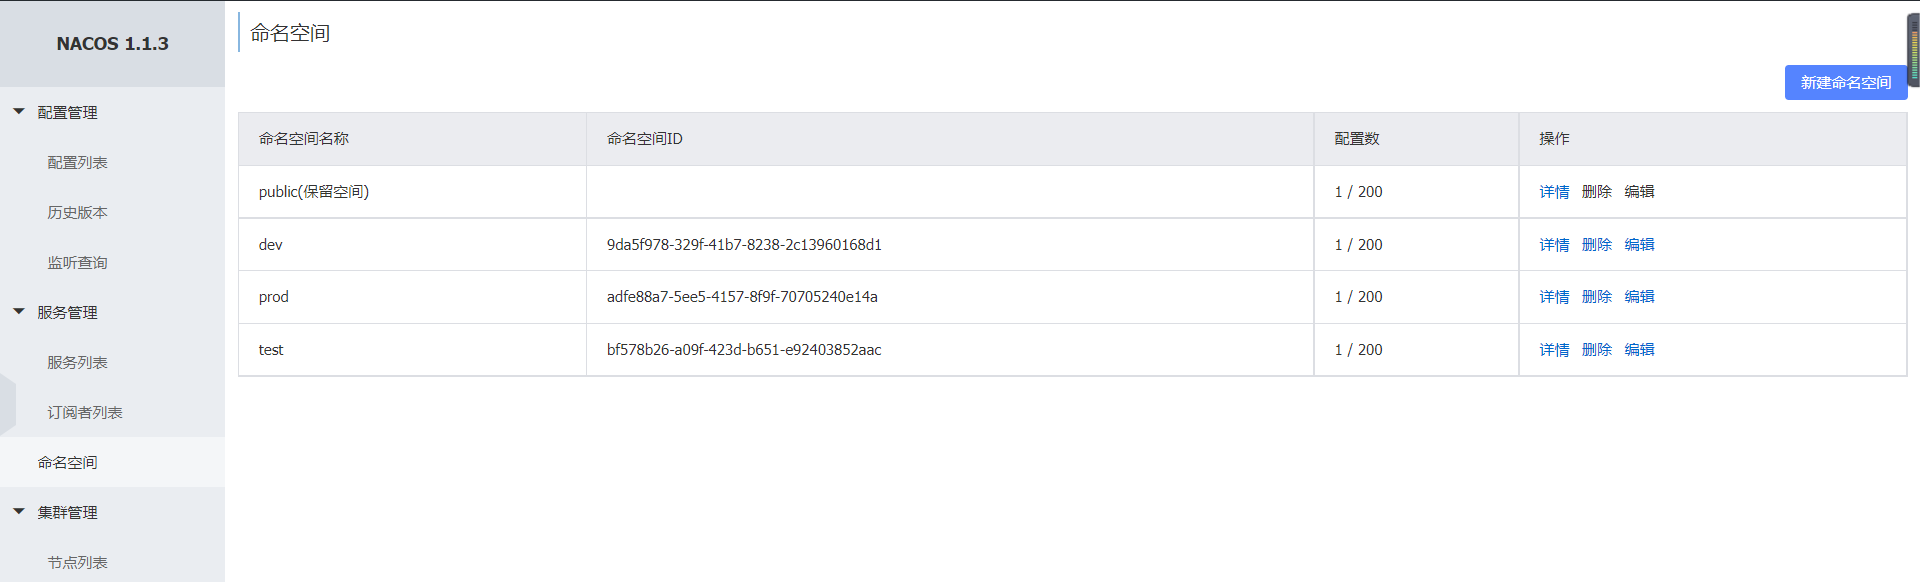 NACOS 1.1.3
配置管理
配置列表
历史版本
监听查询
服务管理
服务列表
订阅者列表
命名空间
集群管理
节点列表
命名空间
新建命名空间
命名空间名称 命名空间ID 配置数 操作
public(保留空间) 1 / 200 详情 删除 编辑
dev 9da5f978-329f-41b7-8238-2c13960168d1 1 / 200 详情 删除 编辑
prod adfe88a7-5ee5-4157-8f9f-70705240e14a 1 / 200 详情 删除 编辑
test bf578b26-a09f-423d-b651-e92403852aac 1 / 200 详情 删除 编辑